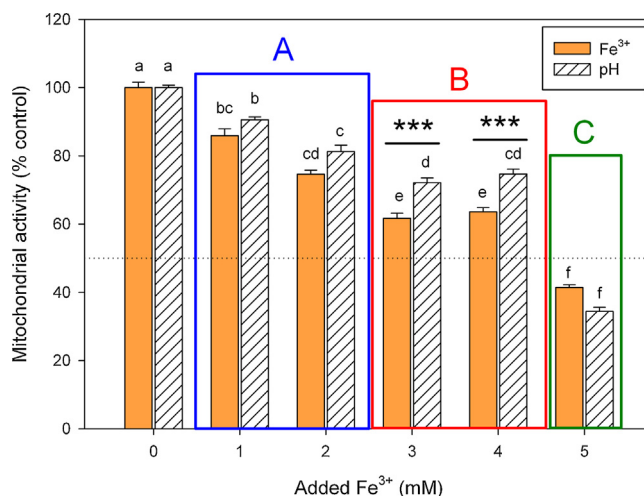 Mitochondrial activity (% control)
120
100
80
60
40
20
0
A
B
C
Fe³⁺
pH
a a
bc b
cd c
*** ***
e d
e cd
f f
0 1 2 3 4 5
Added Fe³⁺ (mM)